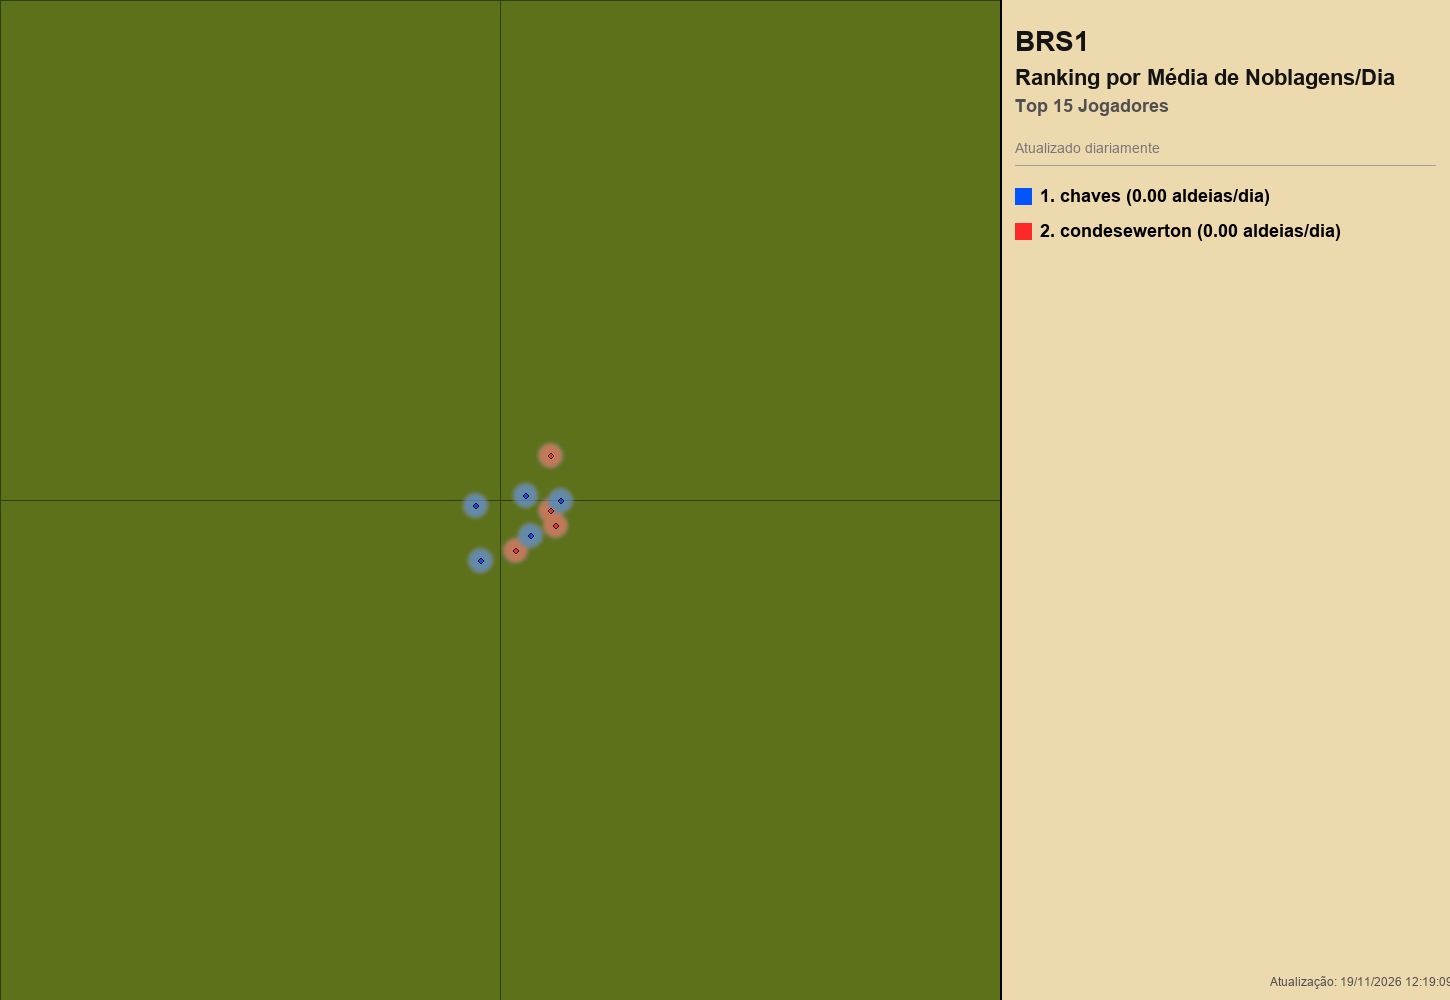 BRS1
Ranking por Média de Noblagens/Dia
Top 15 Jogadores
Atualizado diariamente
1. chaves (0.00 aldeias/dia)
2. condesewerton (0.00 aldeias/dia)
Atualização: 19/11/2026 12:19:09